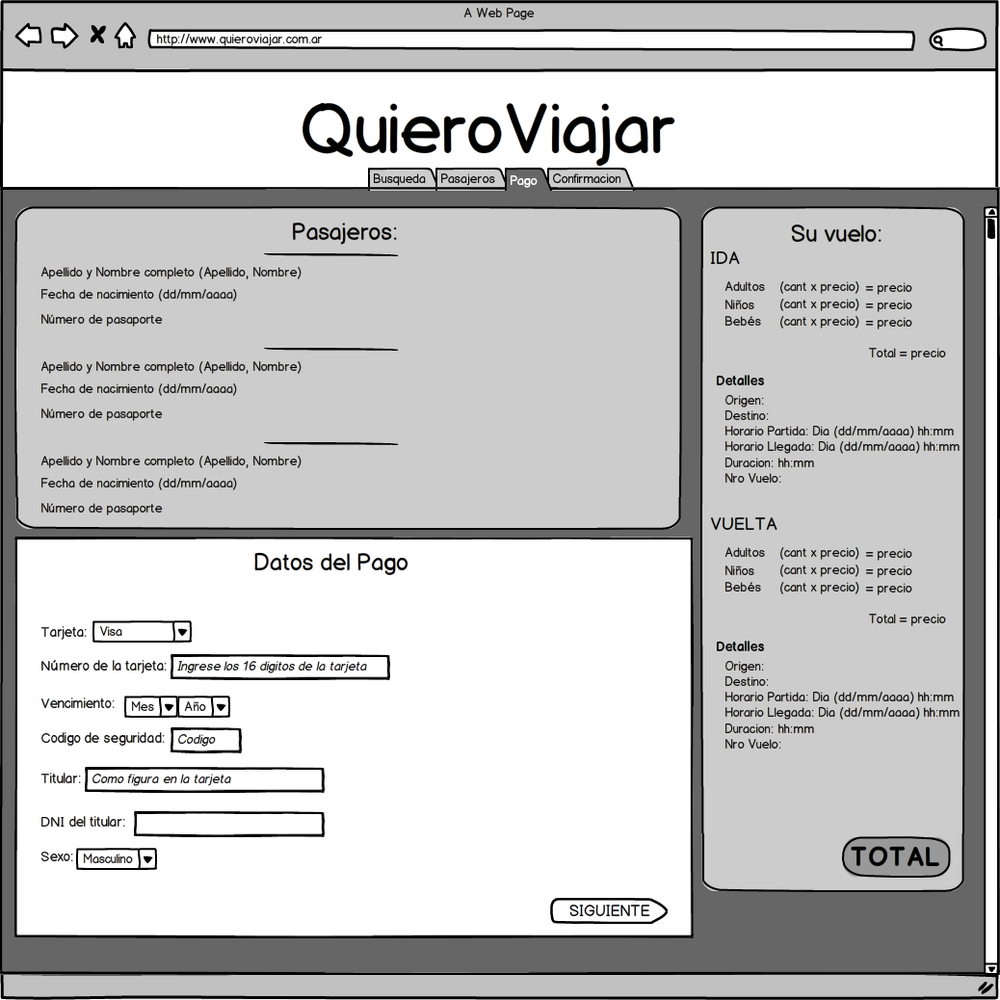 A Web Page
http://www.quieroviajar.com.ar
QuieroViajar
Busqueda Pasajeros Pago Confirmacion
Pasajeros:
Apellido y Nombre completo (Apellido, Nombre)
Fecha de nacimiento (dd/mm/aaaa)
Número de pasaporte
Apellido y Nombre completo (Apellido, Nombre)
Fecha de nacimiento (dd/mm/aaaa)
Número de pasaporte
Apellido y Nombre completo (Apellido, Nombre)
Fecha de nacimiento (dd/mm/aaaa)
Número de pasaporte
Datos del Pago
Tarjeta: Visa
Número de la tarjeta: Ingrese los 16 digitos de la tarjeta
Vencimiento: Mes Año
Codigo de seguridad: Codigo
Titular: Como figura en la tarjeta
DNI del titular:
Sexo: Masculino
SIGUIENTE
Su vuelo:
IDA
Adultos (cant x precio) = precio
Niños (cant x precio) = precio
Bebés (cant x precio) = precio
Total = precio
Detalles
Origen:
Destino:
Horario Partida: Dia (dd/mm/aaaa) hh:mm
Horario Llegada: Dia (dd/mm/aaaa) hh:mm
Duracion: hh:mm
Nro Vuelo:
VUELTA
Adultos (cant x precio) = precio
Niños (cant x precio) = precio
Bebés (cant x precio) = precio
Total = precio
Detalles
Origen:
Destino:
Horario Partida: Dia (dd/mm/aaaa) hh:mm
Horario Llegada: Dia (dd/mm/aaaa) hh:mm
Duracion: hh:mm
Nro Vuelo:
TOTAL